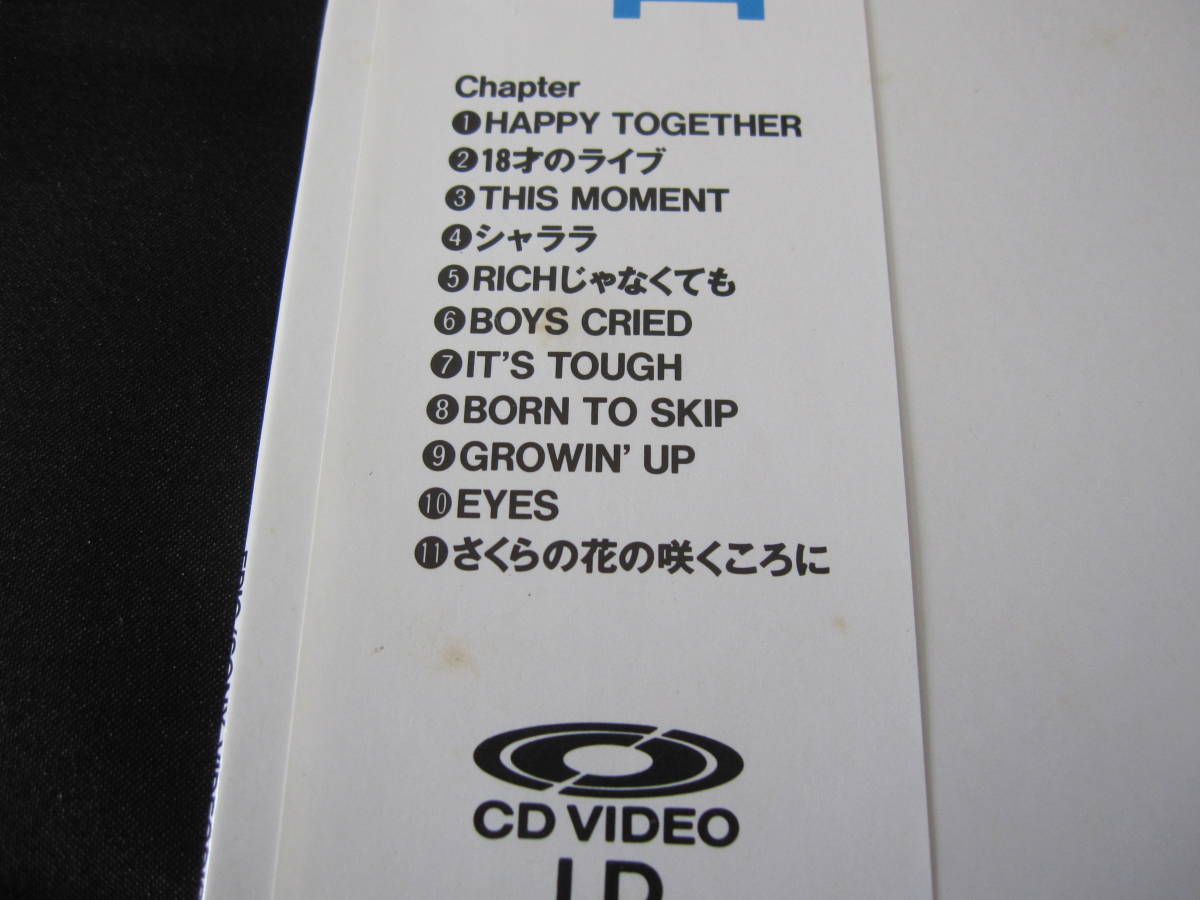 Chapter
❶HAPPY TOGETHER
❷18才のライブ
❸THIS MOMENT
❹シャララ
❺RICHじゃなくても
❻BOYS CRIED
❼IT'S TOUGH
❽BORN TO SKIP
❾GROWIN' UP
❿EYES
⓫さくらの花の咲くころに
CD VIDEO
LD